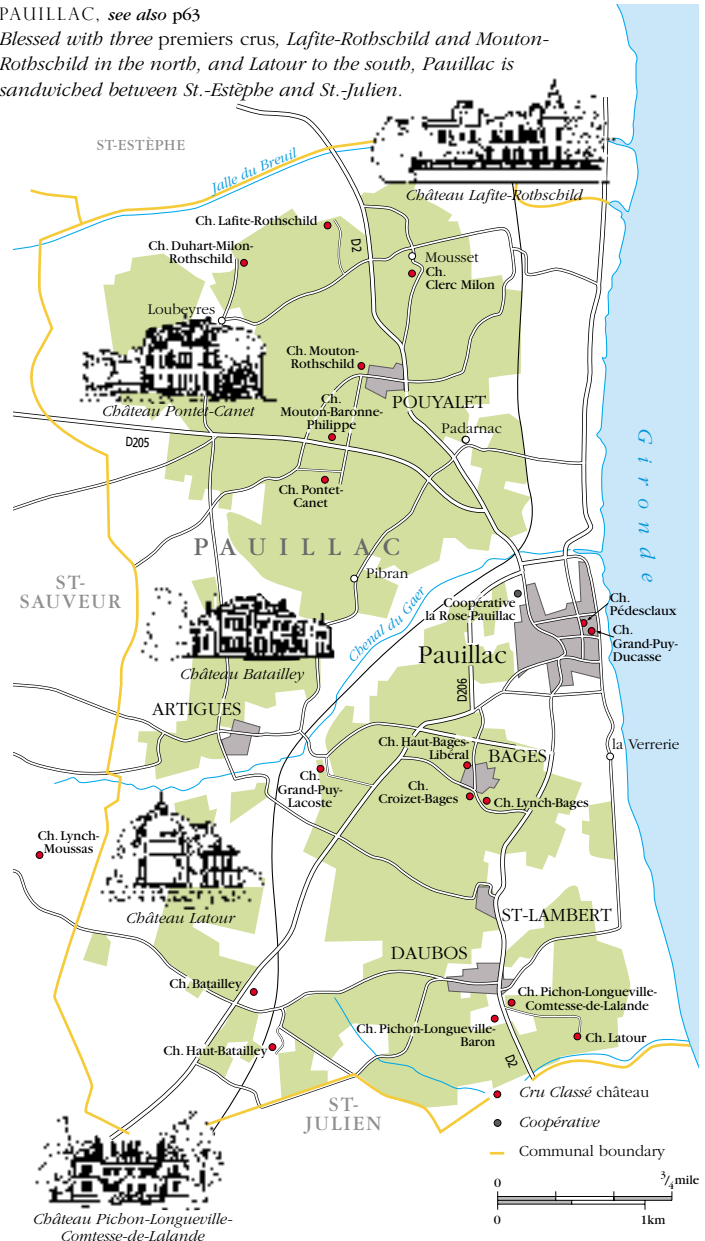 PAUILLAC, see also p63
Blessed with three premiers crus, Lafite-Rothschild and Mouton-
Rothschild in the north, and Latour to the south, Pauillac is
sandwiched between St.-Estèphe and St.-Julien.
ST-ESTÈPHE
Jalle du Breuil
Château Lafite-Rothschild
Ch. Lafite-Rothschild
D2
Ch. Duhart-Milon-
Rothschild
Mousset
Ch.
Clerc Milon
Loubeyres
Ch. Mouton-
Rothschild
Château Pontet-Canet
Ch.
Mouton-Baronne-
Philippe
POUYALET
Padarnac
D205
Gironde
Ch. Pontet-
Canet
PAUILLAC
ST-
SAUVEUR
Pibran
Chenal du Gaer
Coopérative
la Rose-Pauillac
Ch.
Pédesclaux
Ch.
Grand-Puy-
Ducasse
Pauillac
Château Batailley
D206
ARTIGUES
Ch. Haut-Bages-
Libéral
BAGES
la Verrerie
Ch.
Grand-Puy-
Lacoste
Ch.
Croizet-Bages
Ch. Lynch-Bages
Ch. Lynch-
Moussas
Château Latour
ST-LAMBERT
DAUBOS
Ch. Batailley
Ch. Pichon-Longueville-
Comtesse-de-Lalande
Ch. Pichon-Longueville-
Baron
Ch. Latour
Ch. Haut-Batailley
D2
ST-
JULIEN
Cru Classé château
Coopérative
Communal boundary
0 3/4 mile
0 1km
Château Pichon-Longueville-
Comtesse-de-Lalande